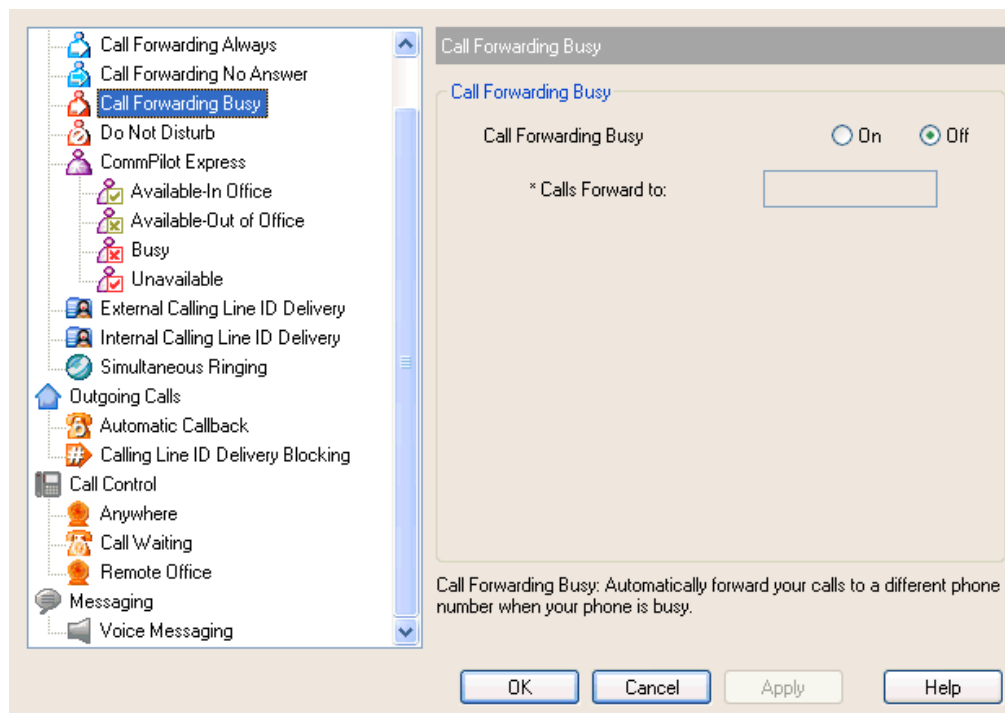 Call Forwarding Always
Call Forwarding No Answer
Call Forwarding Busy
Do Not Disturb
CommPilot Express
Available-In Office
Available-Out of Office
Busy
Unavailable
External Calling Line ID Delivery
Internal Calling Line ID Delivery
Simultaneous Ringing
Outgoing Calls
Automatic Callback
Calling Line ID Delivery Blocking
Call Control
Anywhere
Call Waiting
Remote Office
Messaging
Voice Messaging
Call Forwarding Busy
Call Forwarding Busy
Call Forwarding Busy On Off
* Calls Forward to:
Call Forwarding Busy: Automatically forward your calls to a different phone
number when your phone is busy.
OK Cancel Apply Help